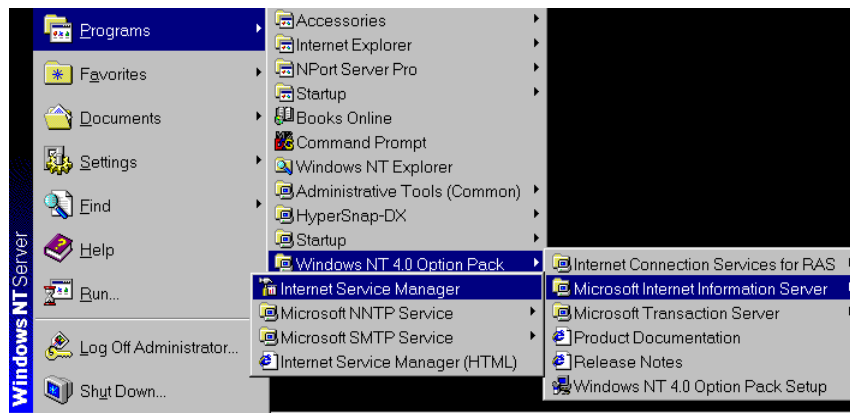 Programs
Favorites
Documents
Settings
Find
Help
Run...
Log Off Administrator...
Shut Down...
Windows NT Server
Accessories
Internet Explorer
NPort Server Pro
Startup
Books Online
Command Prompt
Windows NT Explorer
Administrative Tools (Common)
HyperSnap-DX
Startup
Windows NT 4.0 Option Pack
Internet Connection Services for RAS
Microsoft Internet Information Server
Microsoft Transaction Server
Product Documentation
Release Notes
Windows NT 4.0 Option Pack Setup
Internet Service Manager
Microsoft NNTP Service
Microsoft SMTP Service
Internet Service Manager (HTML)